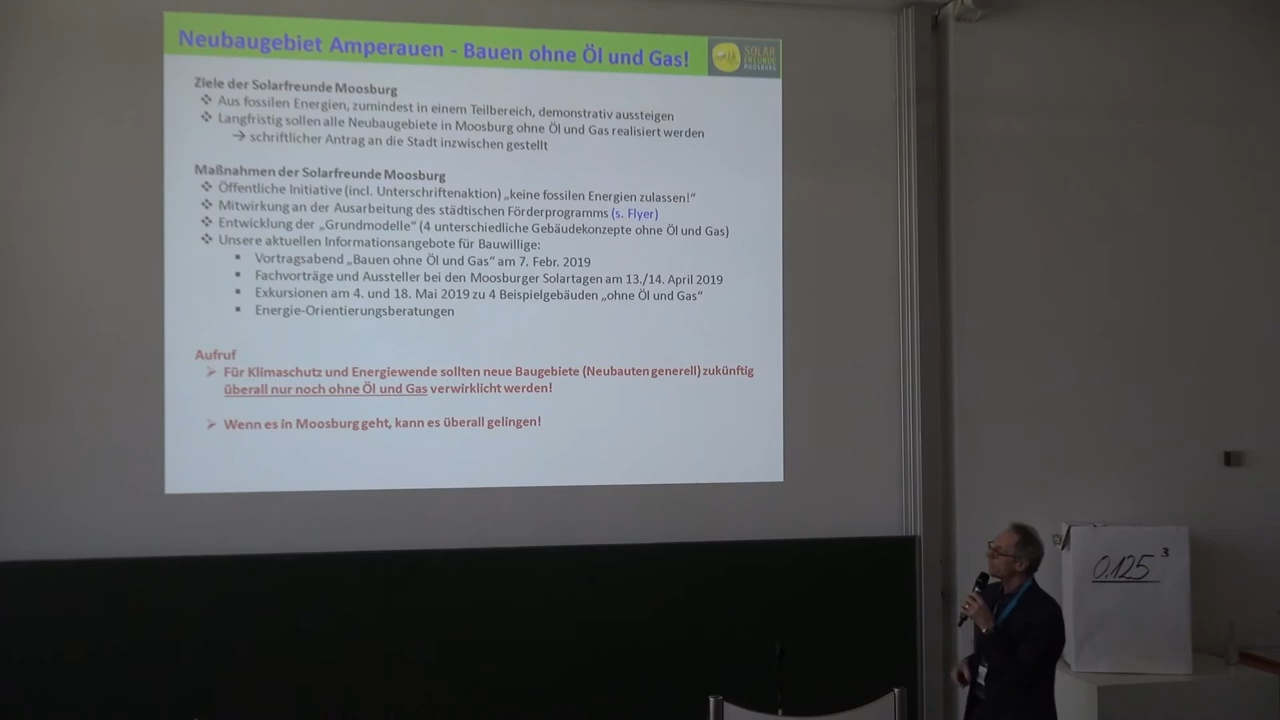 Neubaugebiet Amperauen - Bauen ohne Öl und Gas!
SOLAR
FREUNDE
MOOSBURG
Ziele der Solarfreunde Moosburg
❖ Aus fossilen Energien, zumindest in einem Teilbereich, demonstrativ aussteigen
❖ Langfristig sollen alle Neubaugebiete in Moosburg ohne Öl und Gas realisiert werden
→ schriftlicher Antrag an die Stadt inzwischen gestellt
Maßnahmen der Solarfreunde Moosburg
❖ Öffentliche Initiative (incl. Unterschriftenaktion) „keine fossilen Energien zulassen!“
❖ Mitwirkung an der Ausarbeitung des städtischen Förderprogramms (s. Flyer)
❖ Entwicklung der „Grundmodelle“ (4 unterschiedliche Gebäudekonzepte ohne Öl und Gas)
❖ Unsere aktuellen Informationsangebote für Bauwillige:
▪ Vortragsabend „Bauen ohne Öl und Gas“ am 7. Febr. 2019
▪ Fachvorträge und Aussteller bei den Moosburger Solartagen am 13./14. April 2019
▪ Exkursionen am 4. und 18. Mai 2019 zu 4 Beispielgebäuden „ohne Öl und Gas“
▪ Energie-Orientierungsberatungen
Aufruf
➢ Für Klimaschutz und Energiewende sollten neue Baugebiete (Neubauten generell) zukünftig
überall nur noch ohne Öl und Gas verwirklicht werden!
➢ Wenn es in Moosburg geht, kann es überall gelingen!
0.125³